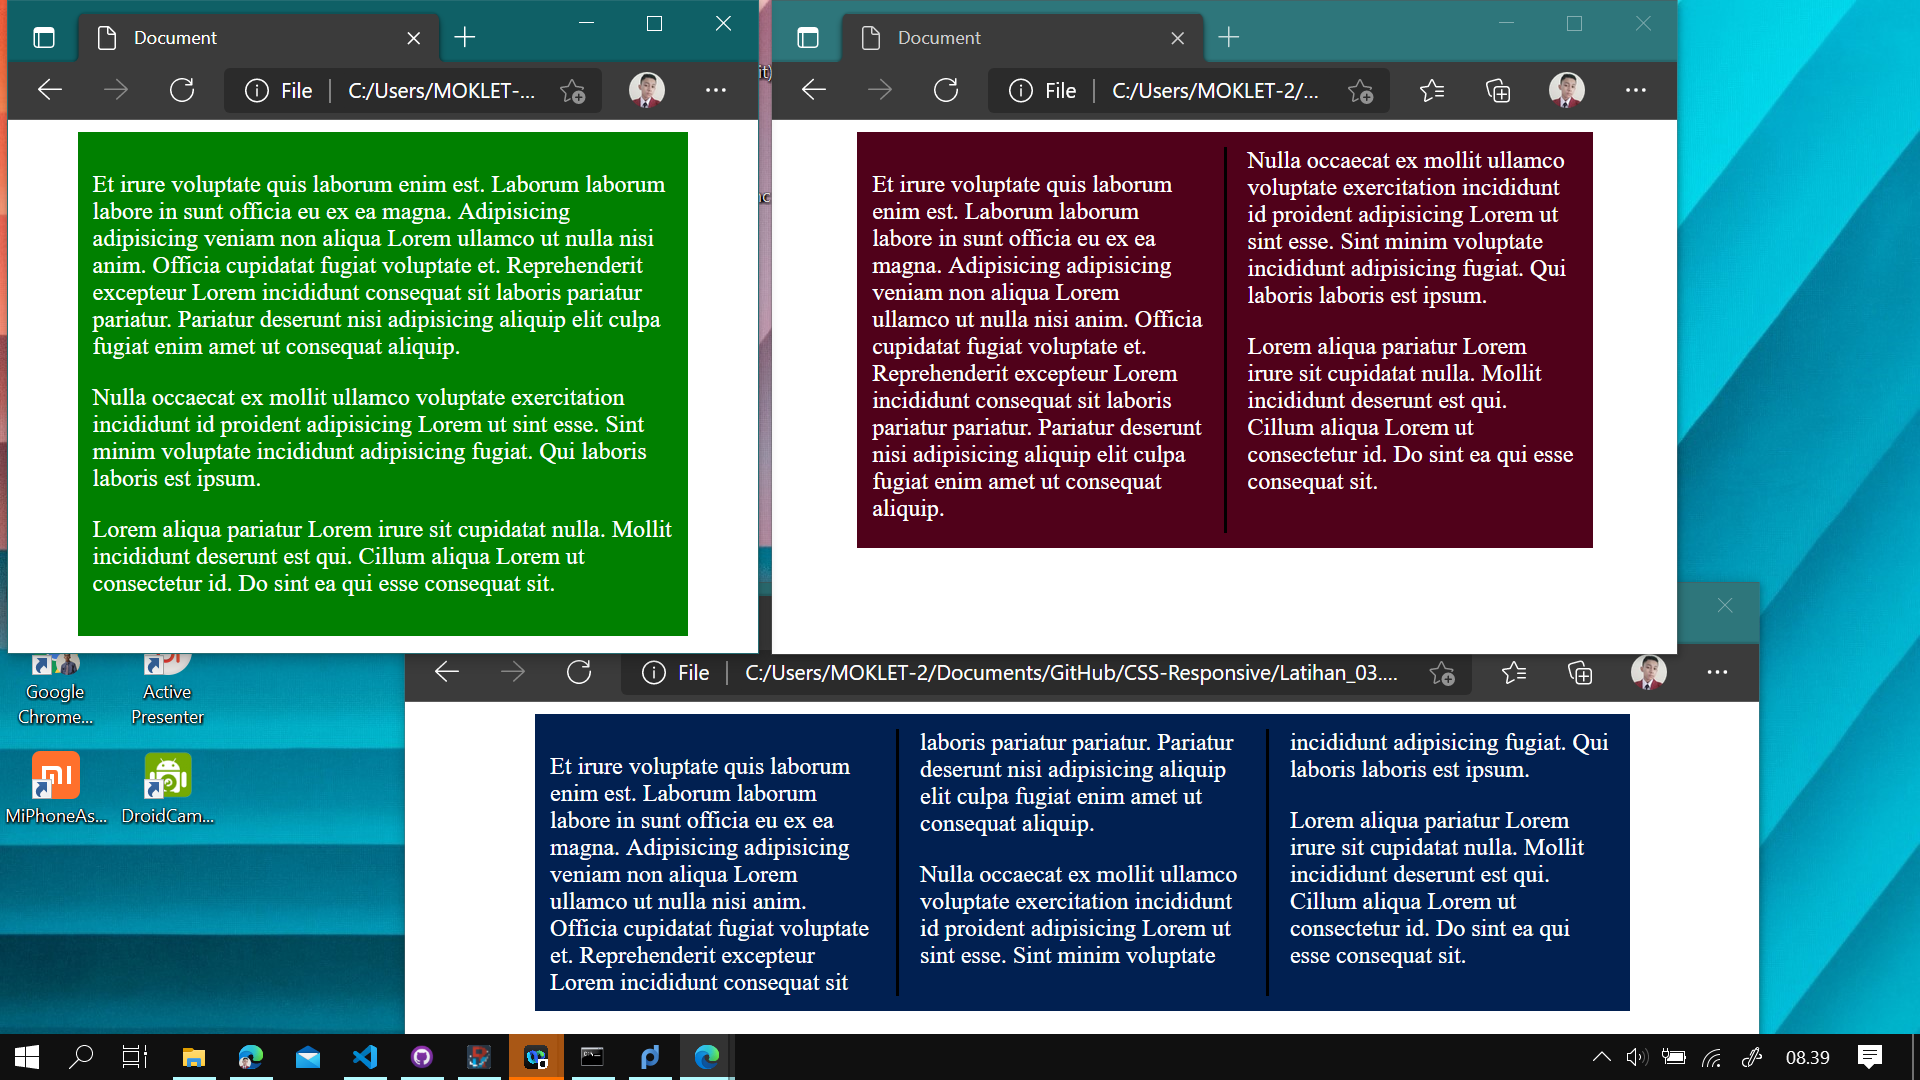 Document
File
C:/Users/MOKLET-...
Et irure voluptate quis laborum enim est. Laborum laborum
labore in sunt officia eu ex ea magna. Adipisicing
adipisicing veniam non aliqua Lorem ullamco ut nulla nisi
anim. Officia cupidatat fugiat voluptate et. Reprehenderit
excepteur Lorem incididunt consequat sit laboris pariatur
pariatur. Pariatur deserunt nisi adipisicing aliquip elit culpa
fugiat enim amet ut consequat aliquip.
Nulla occaecat ex mollit ullamco voluptate exercitation
incididunt id proident adipisicing Lorem ut sint esse. Sint
minim voluptate incididunt adipisicing fugiat. Qui laboris
laboris est ipsum.
Lorem aliqua pariatur Lorem irure sit cupidatat nulla. Mollit
incididunt deserunt est qui. Cillum aliqua Lorem ut
consectetur id. Do sint ea qui esse consequat sit.
Document
File
C:/Users/MOKLET-2/...
Et irure voluptate quis laborum
enim est. Laborum laborum
labore in sunt officia eu ex ea
magna. Adipisicing adipisicing
veniam non aliqua Lorem
ullamco ut nulla nisi anim. Officia
cupidatat fugiat voluptate et.
Reprehenderit excepteur Lorem
incididunt consequat sit laboris
pariatur pariatur. Pariatur deserunt
nisi adipisicing aliquip elit culpa
fugiat enim amet ut consequat
aliquip.
Nulla occaecat ex mollit ullamco
voluptate exercitation incididunt
id proident adipisicing Lorem ut
sint esse. Sint minim voluptate
incididunt adipisicing fugiat. Qui
laboris laboris est ipsum.
Lorem aliqua pariatur Lorem
irure sit cupidatat nulla. Mollit
incididunt deserunt est qui.
Cillum aliqua Lorem ut
consectetur id. Do sint ea qui esse
consequat sit.
File
C:/Users/MOKLET-2/Documents/GitHub/CSS-Responsive/Latihan_03....
Et irure voluptate quis laborum
enim est. Laborum laborum
labore in sunt officia eu ex ea
magna. Adipisicing adipisicing
veniam non aliqua Lorem
ullamco ut nulla nisi anim.
Officia cupidatat fugiat voluptate
et. Reprehenderit excepteur
Lorem incididunt consequat sit
laboris pariatur pariatur. Pariatur
deserunt nisi adipisicing aliquip
elit culpa fugiat enim amet ut
consequat aliquip.
Nulla occaecat ex mollit ullamco
voluptate exercitation incididunt
id proident adipisicing Lorem ut
sint esse. Sint minim voluptate
incididunt adipisicing fugiat. Qui
laboris laboris est ipsum.
Lorem aliqua pariatur Lorem
irure sit cupidatat nulla. Mollit
incididunt deserunt est qui.
Cillum aliqua Lorem ut
consectetur id. Do sint ea qui
esse consequat sit.
Google
Chrome...
Active
Presenter
MiPhoneAs...
DroidCam...
08.39